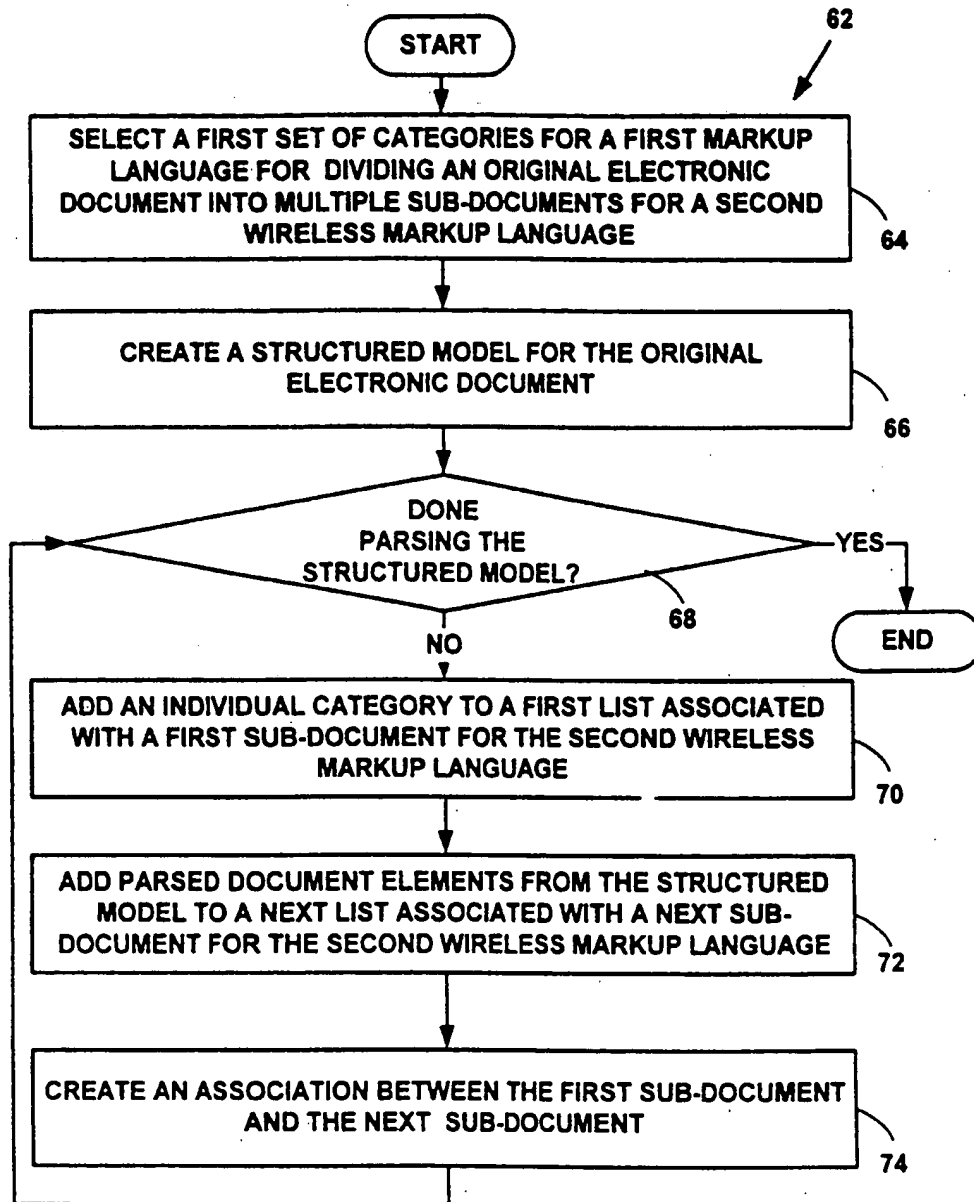 62
START
SELECT A FIRST SET OF CATEGORIES FOR A FIRST MARKUP
LANGUAGE FOR DIVIDING AN ORIGINAL ELECTRONIC
DOCUMENT INTO MULTIPLE SUB-DOCUMENTS FOR A SECOND
WIRELESS MARKUP LANGUAGE
64
CREATE A STRUCTURED MODEL FOR THE ORIGINAL
ELECTRONIC DOCUMENT
66
DONE
PARSING THE
STRUCTURED MODEL?
YES
68
END
NO
ADD AN INDIVIDUAL CATEGORY TO A FIRST LIST ASSOCIATED
WITH A FIRST SUB-DOCUMENT FOR THE SECOND WIRELESS
MARKUP LANGUAGE
70
ADD PARSED DOCUMENT ELEMENTS FROM THE STRUCTURED
MODEL TO A NEXT LIST ASSOCIATED WITH A NEXT SUB-
DOCUMENT FOR THE SECOND WIRELESS MARKUP LANGUAGE
72
CREATE AN ASSOCIATION BETWEEN THE FIRST SUB-DOCUMENT
AND THE NEXT SUB-DOCUMENT
74